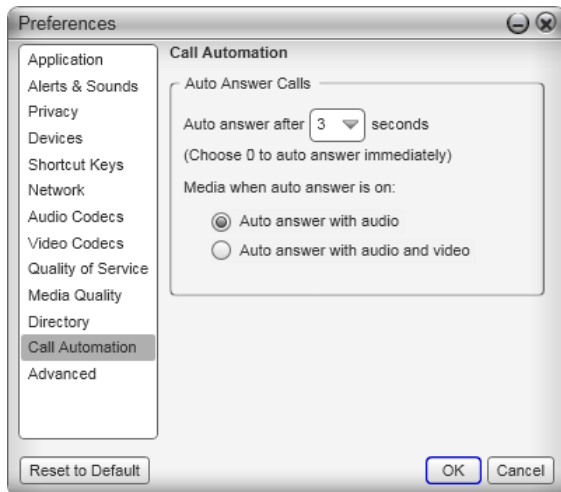 Preferences
Application
Alerts & Sounds
Privacy
Devices
Shortcut Keys
Network
Audio Codecs
Video Codecs
Quality of Service
Media Quality
Directory
Call Automation
Advanced
Call Automation
Auto Answer Calls
Auto answer after 3 seconds
(Choose 0 to auto answer immediately)
Media when auto answer is on:
Auto answer with audio
Auto answer with audio and video
Reset to Default
OK
Cancel